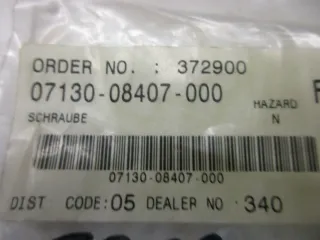 ORDER NO. : 372900
07130-08407-000
HAZARD
SCHRAUBE N
07130-08407-000
DIST CODE:05 DEALER NO 340